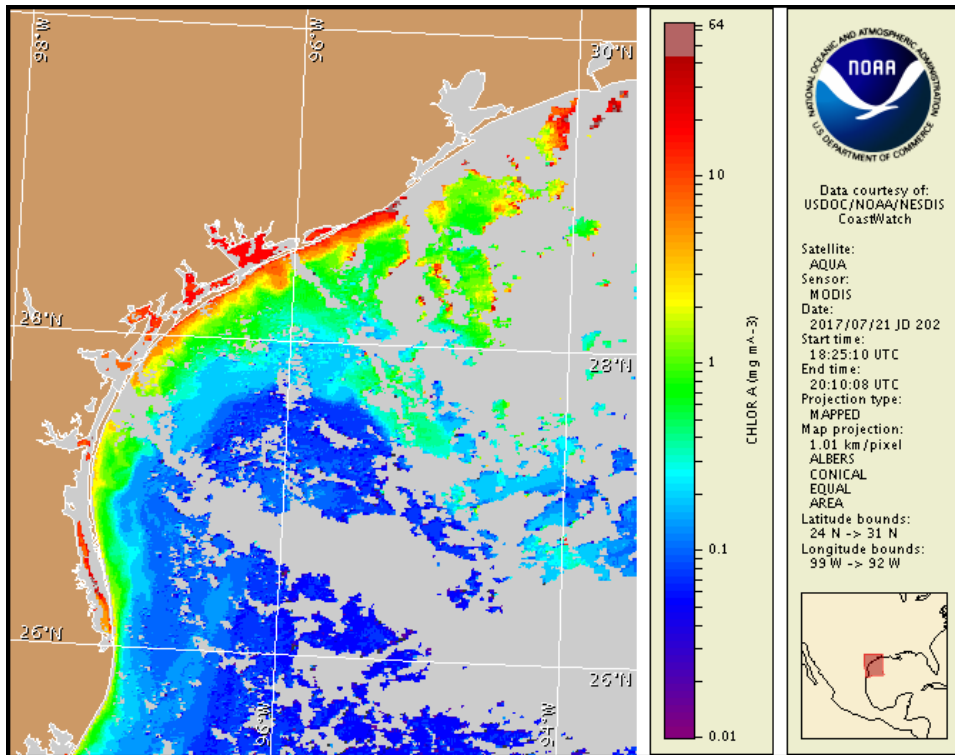 98°W
96°W
30°N
28°N
28°N
26°N
26°N
96°W
94°W
64
10
1
0.1
0.01
CHLOR A (mg m^-3)
NATIONAL OCEANIC AND ATMOSPHERIC ADMINISTRATION
NOAA
U.S. DEPARTMENT OF COMMERCE
Data courtesy of:
USDOC/NOAA/NESDIS
CoastWatch
Satellite:
AQUA
Sensor:
MODIS
Date:
2017/07/21 JD 202
Start time:
18:25:10 UTC
End time:
20:10:08 UTC
Projection type:
MAPPED
Map projection:
1.01 km/pixel
ALBERS
CONICAL
EQUAL
AREA
Latitude bounds:
24 N -> 31 N
Longitude bounds:
99 W -> 92 W